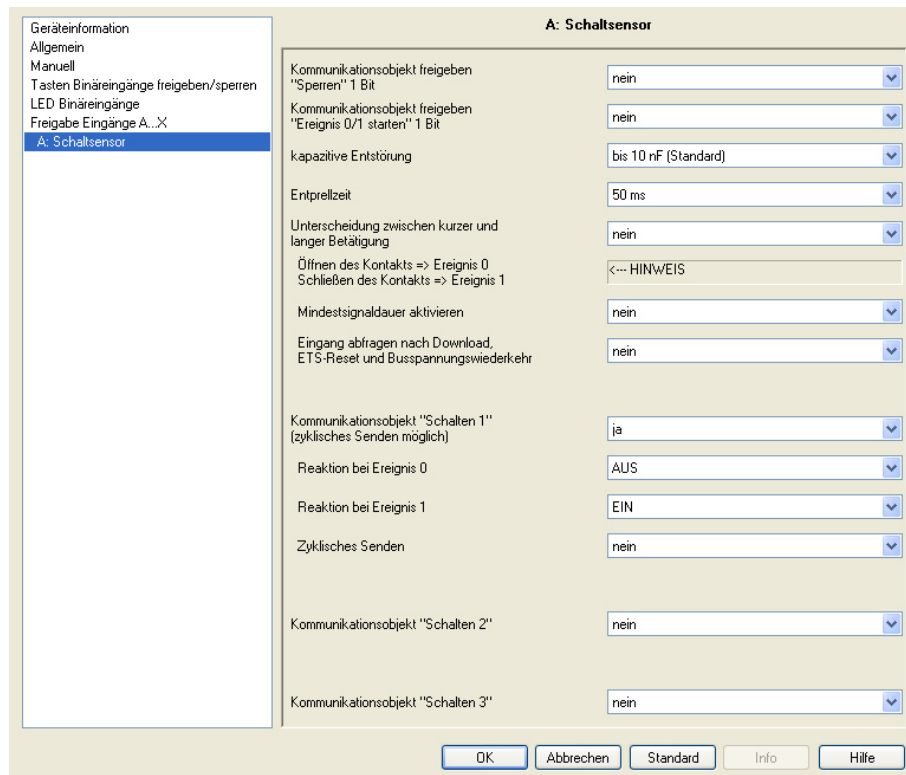 Geräteinformation
Allgemein
Manuell
Tasten Binäreingänge freigeben/sperren
LED Binäreingänge
Freigabe Eingänge A...X
A: Schaltsensor
A: Schaltsensor
Kommunikationsobjekt freigeben
"Sperren" 1 Bit
nein
Kommunikationsobjekt freigeben
"Ereignis 0/1 starten" 1 Bit
nein
kapazitive Entstörung
bis 10 nF (Standard)
Entprellzeit
50 ms
Unterscheidung zwischen kurzer und
langer Betätigung
nein
Öffnen des Kontakts => Ereignis 0
Schließen des Kontakts => Ereignis 1
<--- HINWEIS
Mindestsignaldauer aktivieren
nein
Eingang abfragen nach Download,
ETS-Reset und Busspannungswiederkehr
nein
Kommunikationsobjekt "Schalten 1"
(zyklisches Senden möglich)
ja
Reaktion bei Ereignis 0
AUS
Reaktion bei Ereignis 1
EIN
Zyklisches Senden
nein
Kommunikationsobjekt "Schalten 2"
nein
Kommunikationsobjekt "Schalten 3"
nein
OK
Abbrechen
Standard
Info
Hilfe